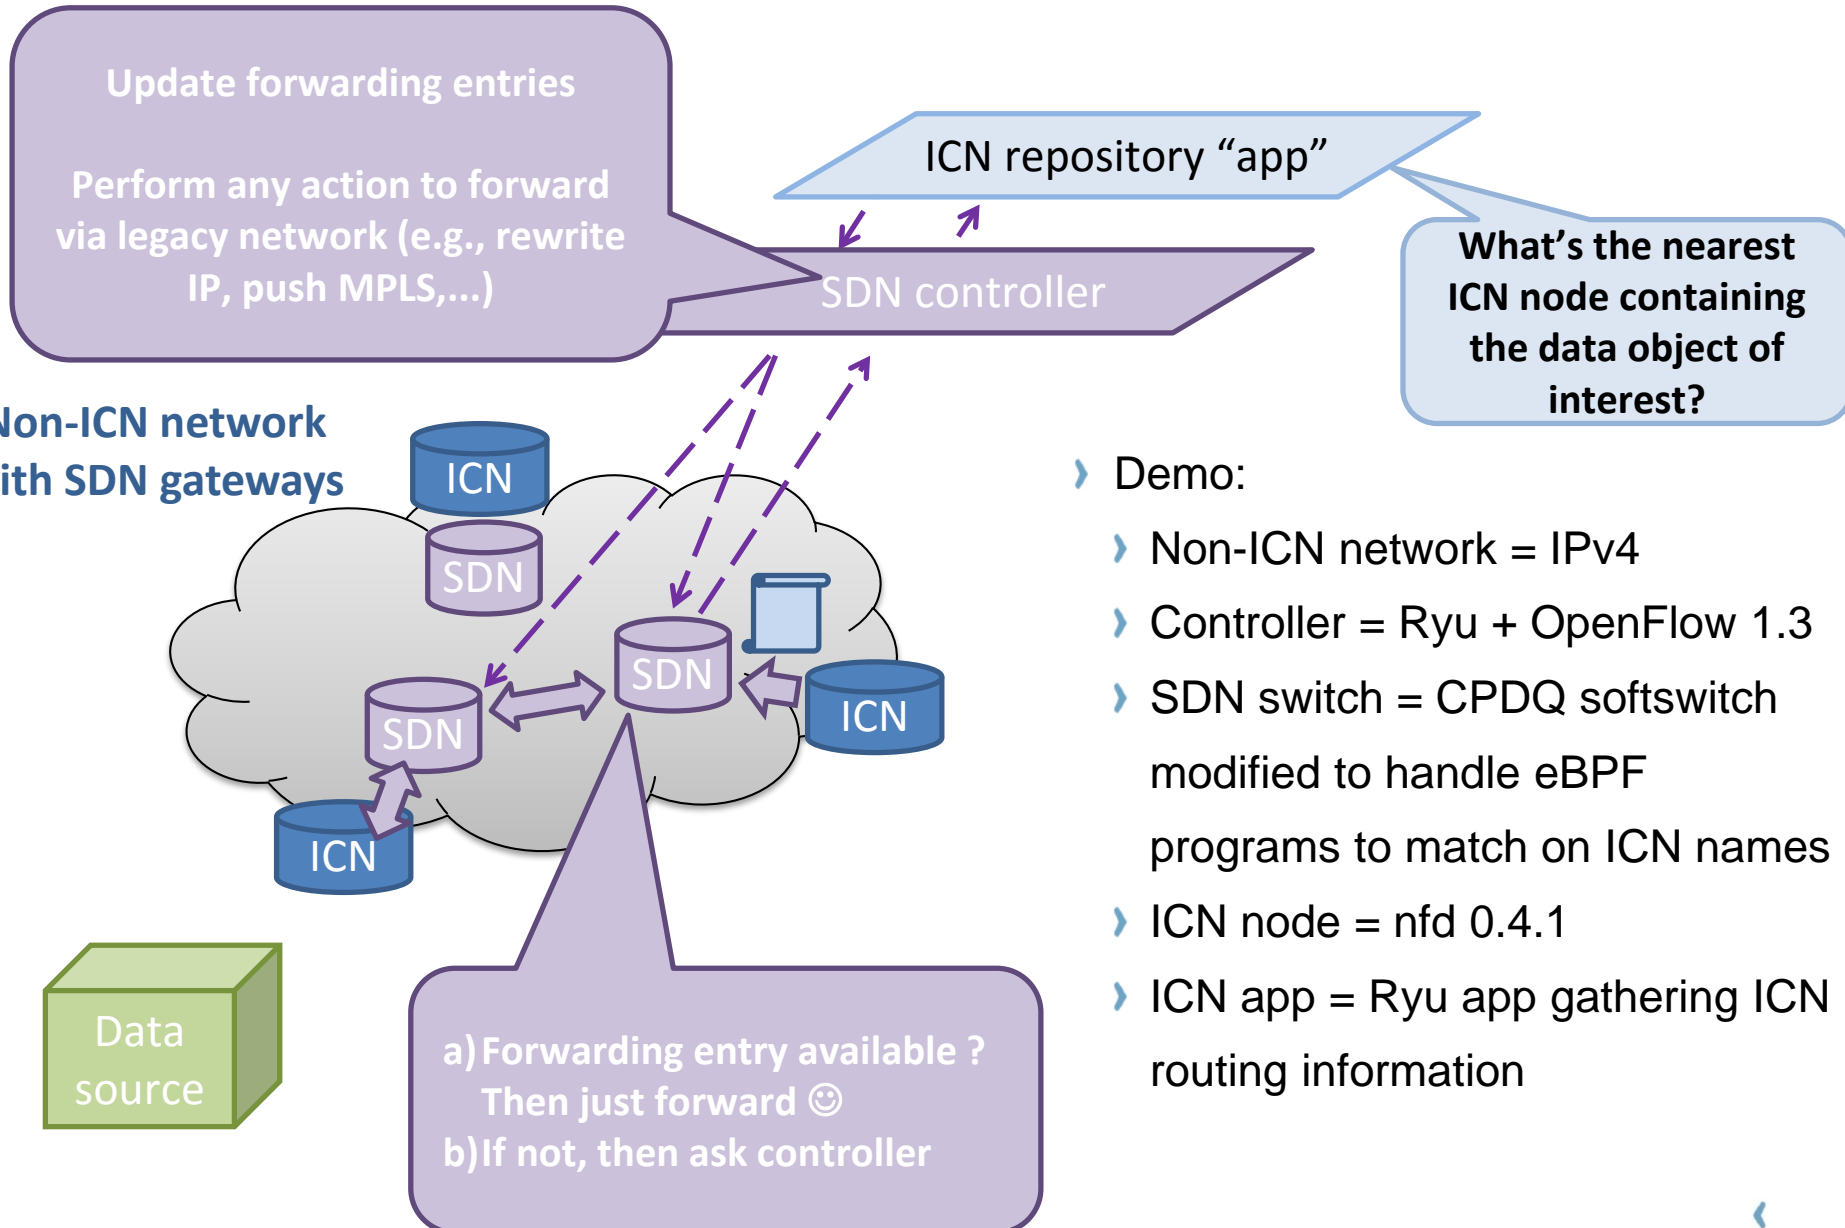 Update forwarding entries
Perform any action to forward
via legacy network (e.g., rewrite
IP, push MPLS,...)
ICN repository “app”
SDN controller
What’s the nearest
ICN node containing
the data object of
interest?
Non-ICN network
with SDN gateways
ICN
SDN
SDN
SDN
ICN
ICN
Data
source
a) Forwarding entry available ?
Then just forward ☺
b) If not, then ask controller
Demo:
Non-ICN network = IPv4
Controller = Ryu + OpenFlow 1.3
SDN switch = CPDQ softswitch
modified to handle eBPF
programs to match on ICN names
ICN node = nfd 0.4.1
ICN app = Ryu app gathering ICN
routing information